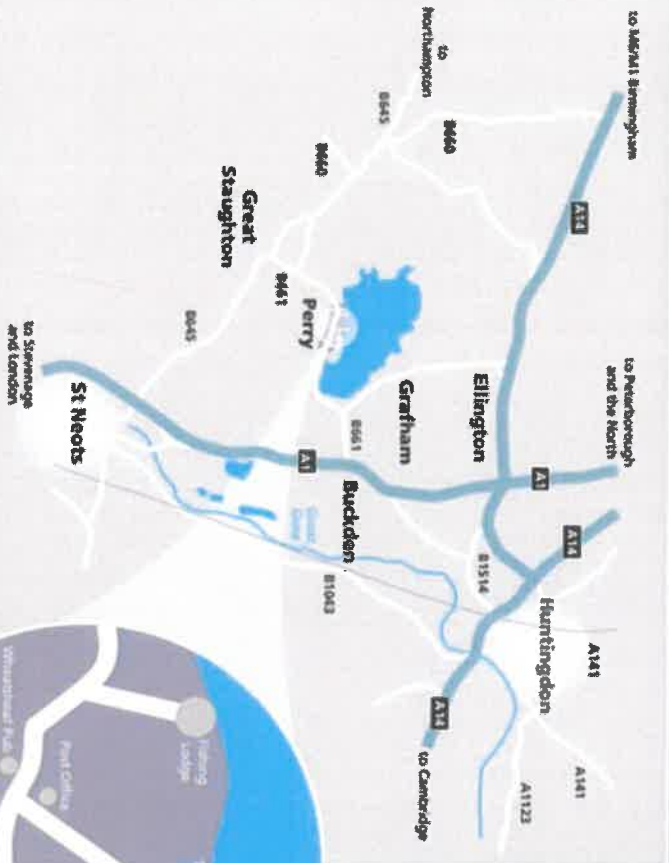 to M6/M1 Birmingham
to Peterborough
and the North
A141
A14
A14
A141
Huntingdon
A1
A1123
Ellington
B1514
A14
to Cambridge
B660
to
Northampton
Grafham
B645
B661
Buckden
B1043
B660
Perry
A1
B661
Great
Staughton
B645
St Neots
to Stevenage
and London
Fishing
Lodge
Post Office
Wheatsheaf Pub